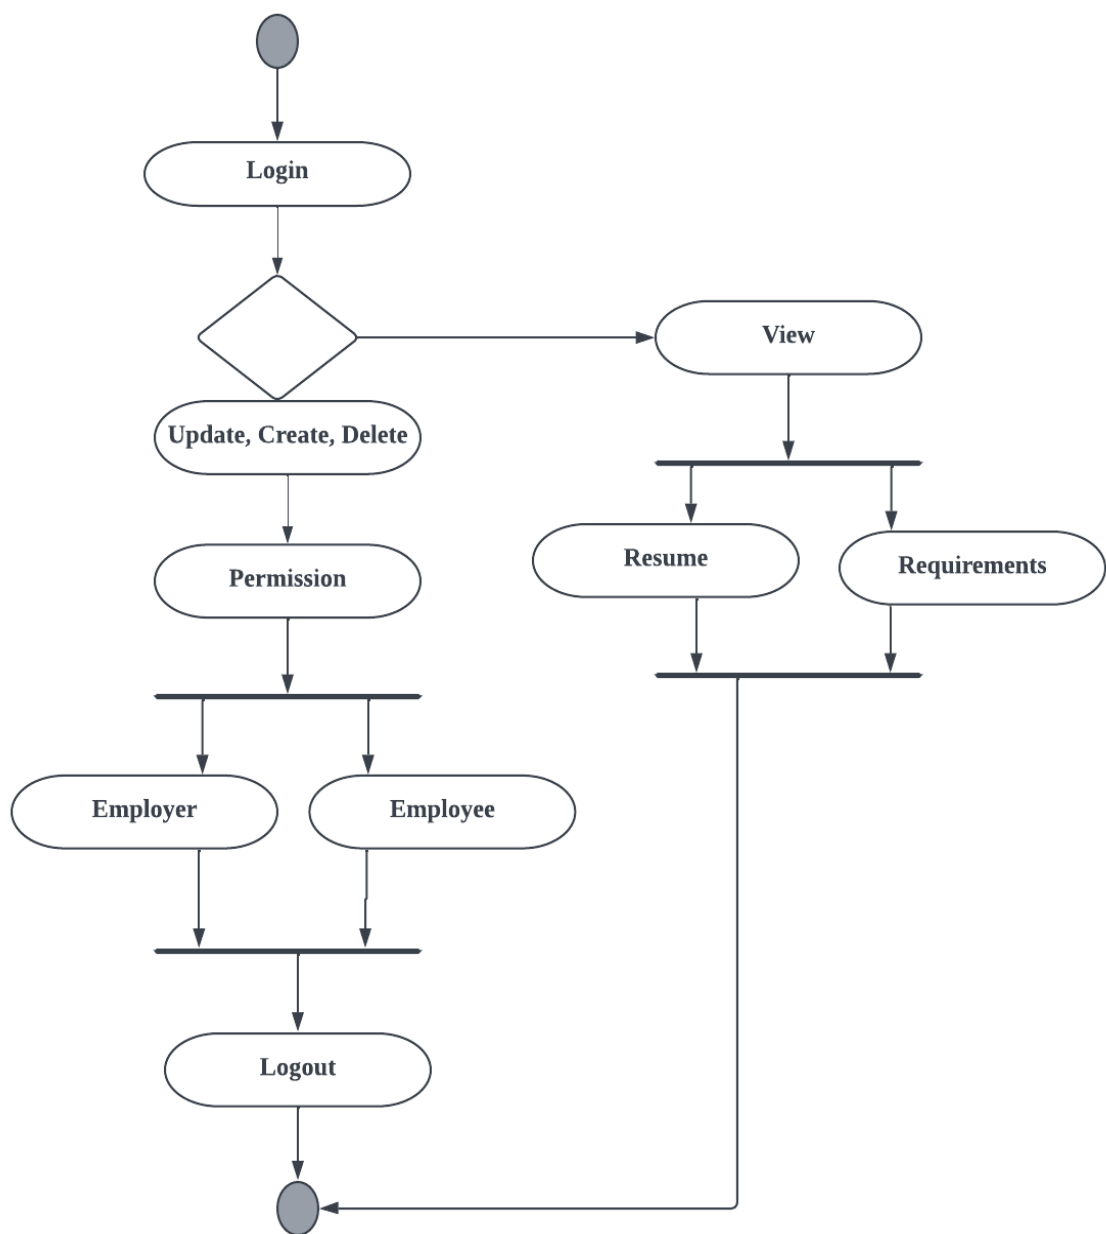 Login
View
Update, Create, Delete
Resume
Requirements
Permission
Employer
Employee
Logout